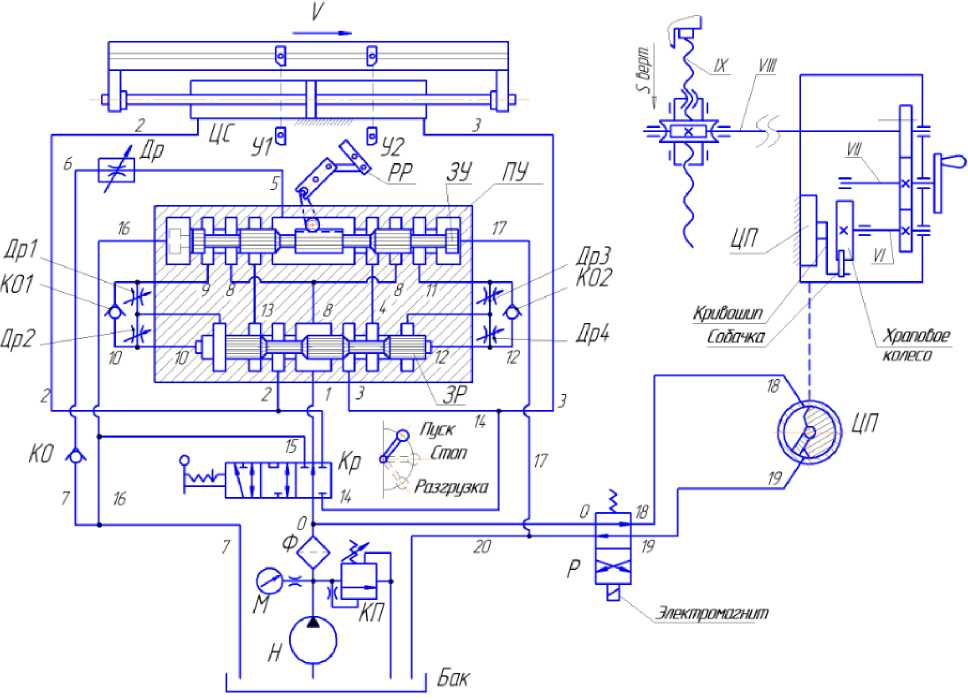 V
2
ЦС
У1
У2
3
6
Др
5
РР
ЗУ
ПУ
16
17
Др1
КО1
Др2
9
8
8
11
13
8
4
10
10
12
12
Др3
КО2
Др4
2
1
3
ЗР
2
14
3
КО
15
Кр
Пуск
Стоп
Разгрузка
14
17
7
16
7
0
Ф
М
КП
Н
Бак
20
0
18
19
Р
Электромагнит
18
19
ЦП
S верт.
IX
VIII
VII
VI
ЦП
Кривошип
Собачка
Храповое
колесо